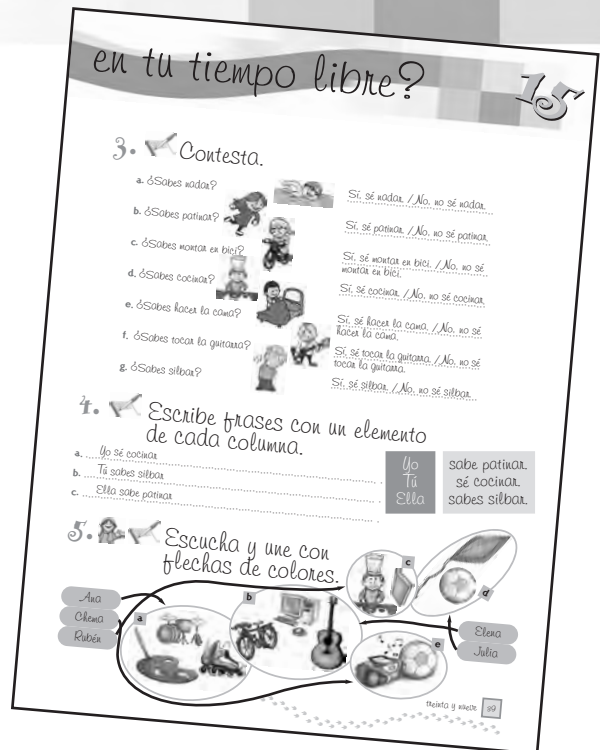 en tu tiempo libre?
15
3. Contesta.
a. ¿Sabes nadar?
Sí, sé nadar. / No, no sé nadar.
b. ¿Sabes patinar?
Sí, sé patinar. / No, no sé patinar.
c. ¿Sabes montar en bici?
Sí, sé montar en bici. / No, no sé
montar en bici.
d. ¿Sabes cocinar?
Sí, sé cocinar. / No, no sé cocinar.
e. ¿Sabes hacer la cama?
Sí, sé hacer la cama. / No, no sé
hacer la cama.
f. ¿Sabes tocar la guitarra?
Sí, sé tocar la guitarra. / No, no sé
tocar la guitarra.
g. ¿Sabes silbar?
Sí, sé silbar. / No, no sé silbar.
4. Escribe frases con un elemento
de cada columna.
a. Yo sé cocinar
b. Tú sabes silbar
c. Ella sabe patinar
Yo
Tú
Ella
sabe patinar.
sé cocinar.
sabes silbar.
5. Escucha y une con
flechas de colores.
Ana
Chema
Rubén
a
b
c
d
e
Elena
Julia
treinta y nueve 39